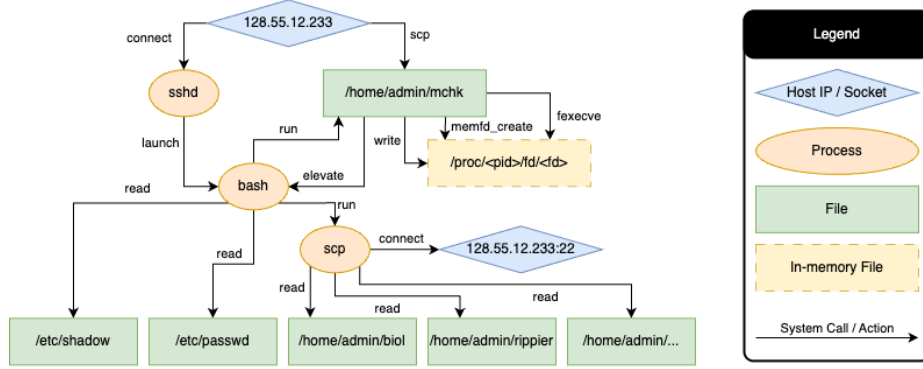 128.55.12.233
connect
scp
sshd
/home/admin/mchk
fexecve
run
write
memfd_create
launch
/proc/<pid>/fd/<fd>
elevate
read
bash
run
read
scp
connect
128.55.12.233:22
read
read
read
/etc/shadow
/etc/passwd
/home/admin/biol
/home/admin/rippier
/home/admin/...
Legend
Host IP / Socket
Process
File
In-memory File
System Call / Action